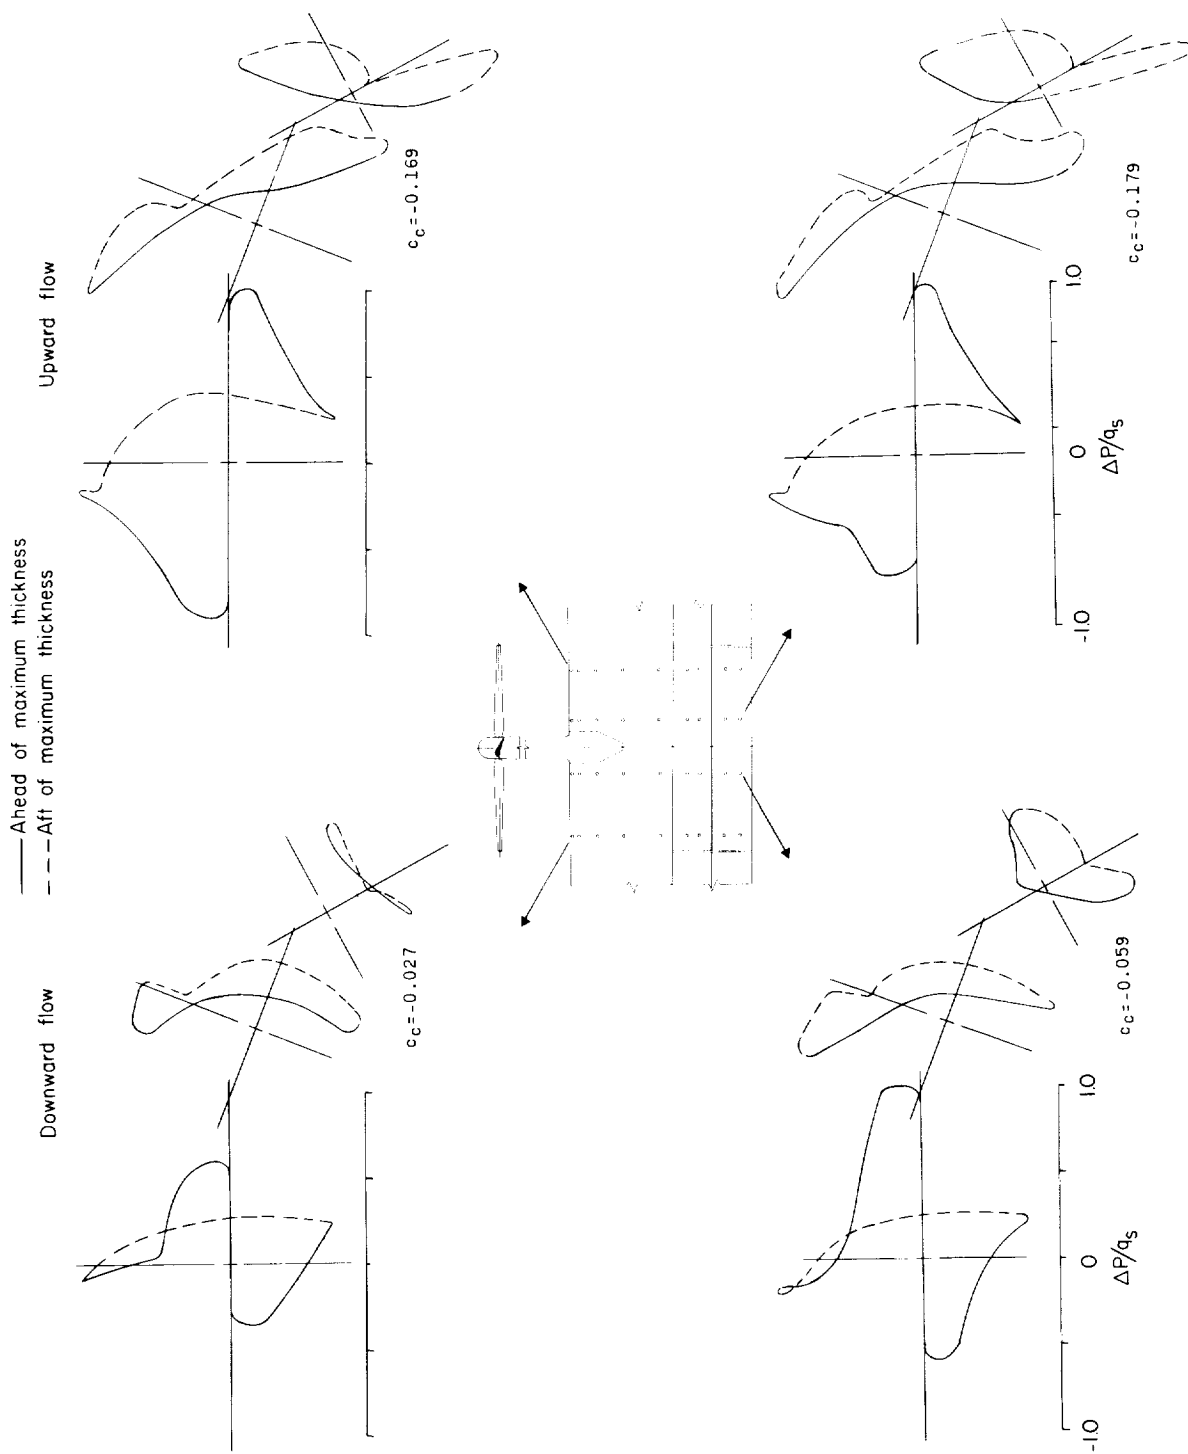 —— Ahead of maximum thickness
--- Aft of maximum thickness
Downward flow
Upward flow
c_c=-0.027
c_c=-0.169
c_c=-0.059
c_c=-0.179
-1.0 0 1.0
ΔP/q_s
-1.0 0 1.0
ΔP/q_s